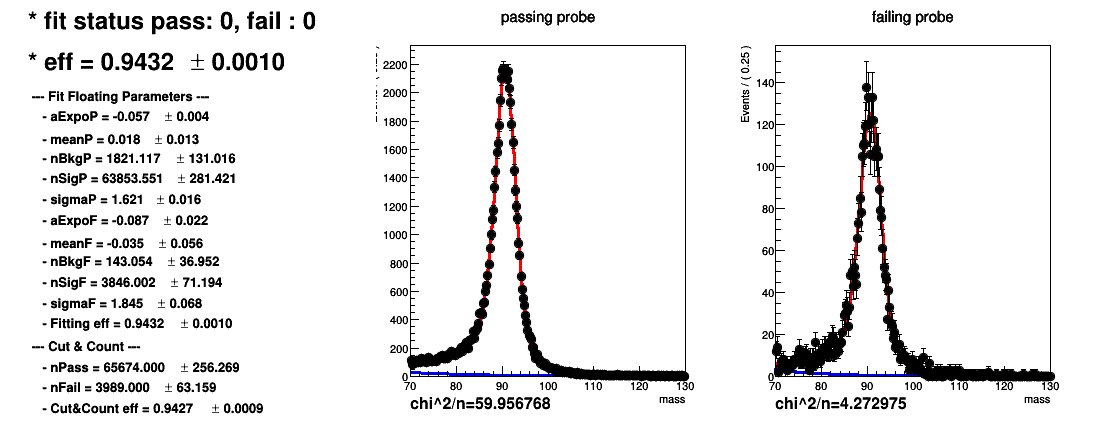 * fit status pass: 0, fail : 0
* eff = 0.9432 ± 0.0010
--- Fit Floating Parameters ---
- aExpoP = -0.057 ± 0.004
- meanP = 0.018 ± 0.013
- nBkgP = 1821.117 ± 131.016
- nSigP = 63853.551 ± 281.421
- sigmaP = 1.621 ± 0.016
- aExpoF = -0.087 ± 0.022
- meanF = -0.035 ± 0.056
- nBkgF = 143.054 ± 36.952
- nSigF = 3846.002 ± 71.194
- sigmaF = 1.845 ± 0.068
- Fitting eff = 0.9432 ± 0.0010
--- Cut & Count ---
- nPass = 65674.000 ± 256.269
- nFail = 3989.000 ± 63.159
- Cut&Count eff = 0.9427 ± 0.0009
passing probe
2200
2000
1800
1600
1400
1200
1000
800
600
400
200
0
70 80 90 100 110 120 130
mass
chi^2/n=59.956768
failing probe
Events / ( 0.25 )
140
120
100
80
60
40
20
0
70 80 90 100 110 120 130
mass
chi^2/n=4.272975